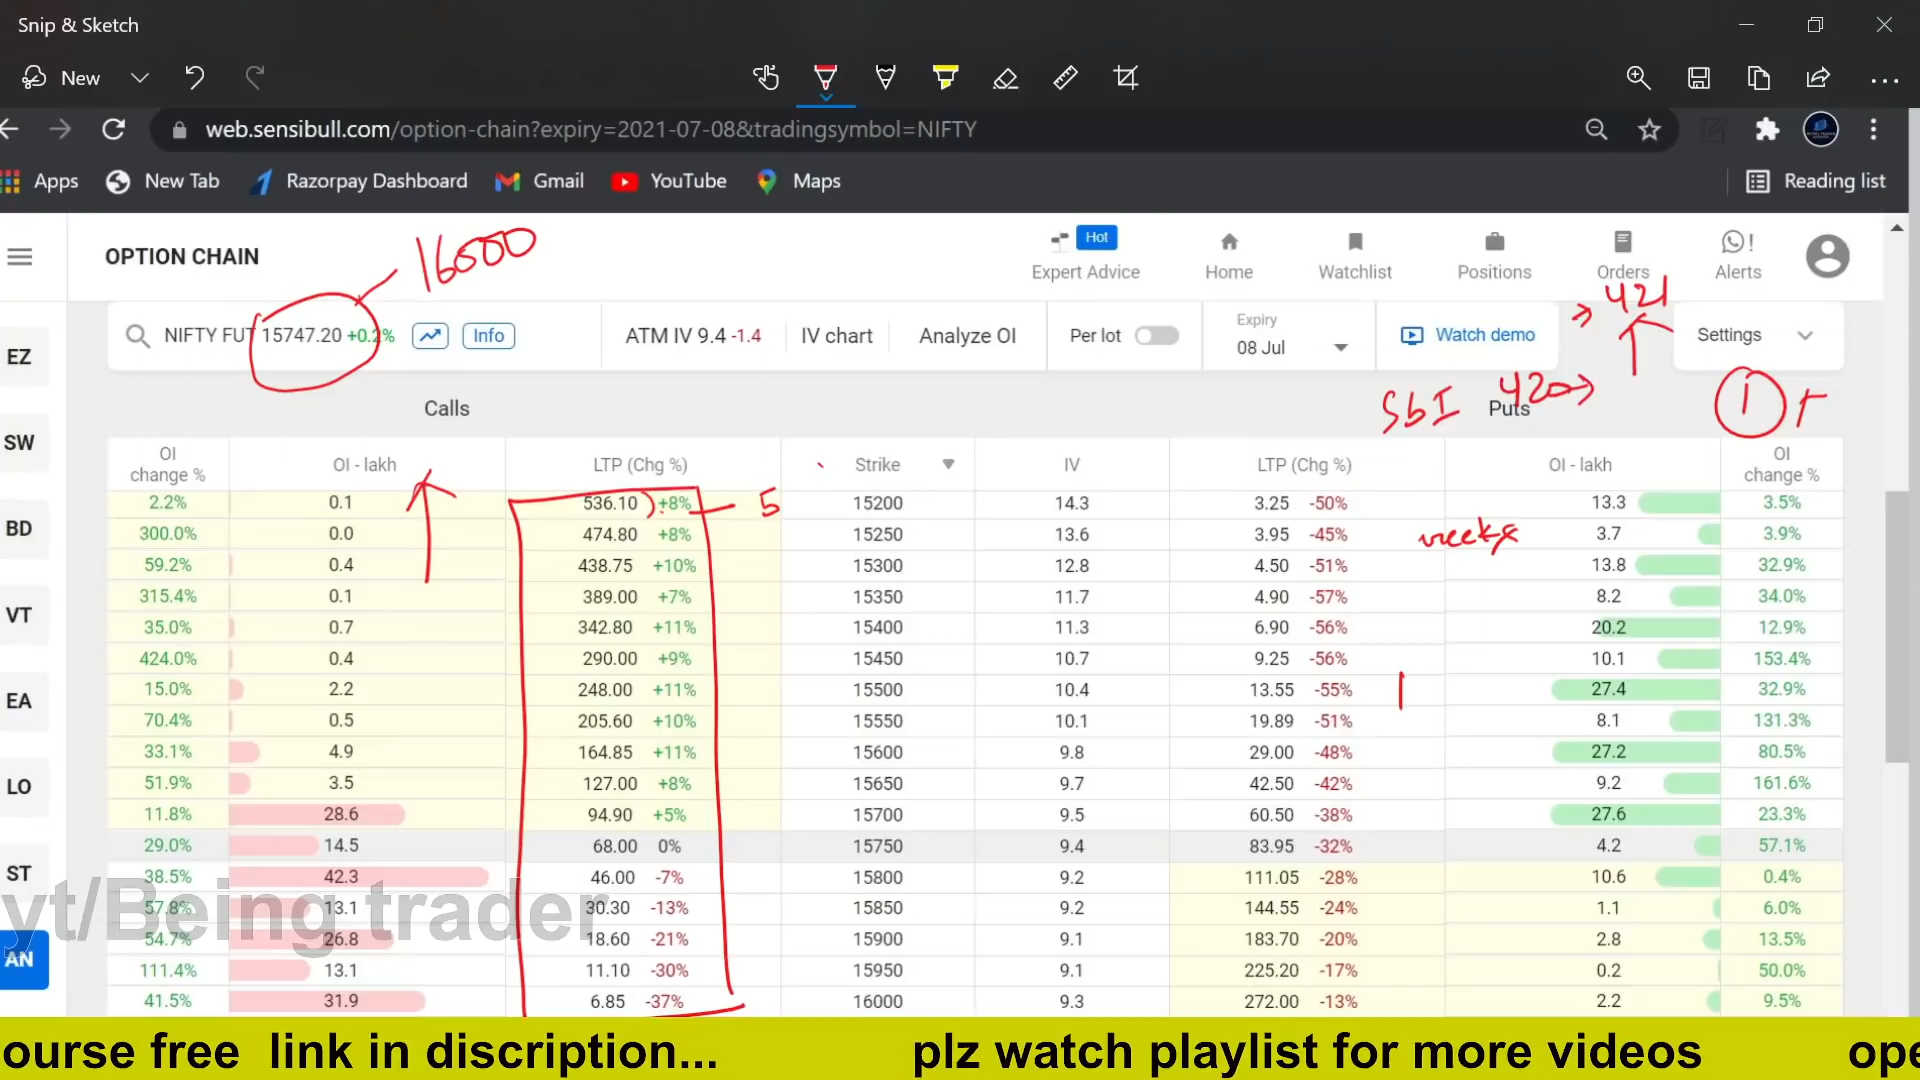 Snip & Sketch
New
web.sensibull.com/option-chain?expiry=2021-07-08&tradingsymbol=NIFTY
Apps New Tab Razorpay Dashboard Gmail YouTube Maps Reading list
OPTION CHAIN
16000
Hot
Expert Advice Home Watchlist Positions Orders Alerts
421
NIFTY FUT 15747.20 +0.2% Info ATM IV 9.4 -1.4 IV chart Analyze OI Per lot Expiry 08 Jul Watch demo Settings
SbI 420
1
Calls Puts
OI change % OI - lakh LTP (Chg %) Strike IV LTP (Chg %) OI - lakh OI change %
2.2% 0.1 536.10 +8% 5 15200 14.3 3.25 -50% 13.3 3.5%
300.0% 0.0 474.80 +8% 15250 13.6 3.95 -45% 3.7 3.9%
59.2% 0.4 438.75 +10% 15300 12.8 4.50 -51% 13.8 32.9%
315.4% 0.1 389.00 +7% 15350 11.7 4.90 -57% 8.2 34.0%
35.0% 0.7 342.80 +11% 15400 11.3 6.90 -56% 20.2 12.9%
424.0% 0.4 290.00 +9% 15450 10.7 9.25 -56% 10.1 153.4%
15.0% 2.2 248.00 +11% 15500 10.4 13.55 -55% 27.4 32.9%
70.4% 0.5 205.60 +10% 15550 10.1 19.89 -51% 8.1 131.3%
33.1% 4.9 164.85 +11% 15600 9.8 29.00 -48% 27.2 80.5%
51.9% 3.5 127.00 +8% 15650 9.7 42.50 -42% 9.2 161.6%
11.8% 28.6 94.90 +5% 15700 9.5 60.50 -38% 27.6 23.3%
29.0% 14.5 68.00 0% 15750 9.4 83.95 -32% 4.2 57.1%
38.5% 42.3 46.00 -7% 15800 9.2 111.05 -28% 10.6 0.4%
57.8% 13.1 30.30 -13% 15850 9.2 144.55 -24% 1.1 6.0%
54.7% 26.8 18.60 -21% 15900 9.1 183.70 -20% 2.8 13.5%
111.4% 13.1 11.10 -30% 15950 9.1 225.20 -17% 0.2 50.0%
41.5% 31.9 6.85 -37% 16000 9.3 272.00 -13% 2.2 9.5%
EZ
SW
BD
VT
EA
LO
ST
AN
yt/Being trader
ourse free link in discription... plz watch playlist for more videos ope